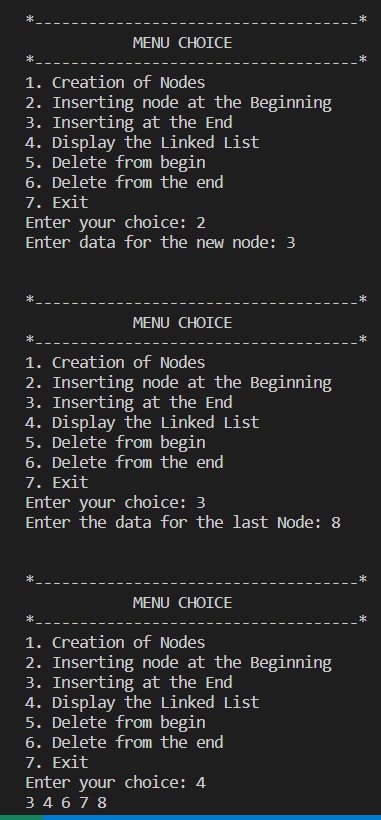 *------------------------------------*
MENU CHOICE
*------------------------------------*
1. Creation of Nodes
2. Inserting node at the Beginning
3. Inserting at the End
4. Display the Linked List
5. Delete from begin
6. Delete from the end
7. Exit
Enter your choice: 2
Enter data for the new node: 3
*------------------------------------*
MENU CHOICE
*------------------------------------*
1. Creation of Nodes
2. Inserting node at the Beginning
3. Inserting at the End
4. Display the Linked List
5. Delete from begin
6. Delete from the end
7. Exit
Enter your choice: 3
Enter the data for the last Node: 8
*------------------------------------*
MENU CHOICE
*------------------------------------*
1. Creation of Nodes
2. Inserting node at the Beginning
3. Inserting at the End
4. Display the Linked List
5. Delete from begin
6. Delete from the end
7. Exit
Enter your choice: 4
3 4 6 7 8